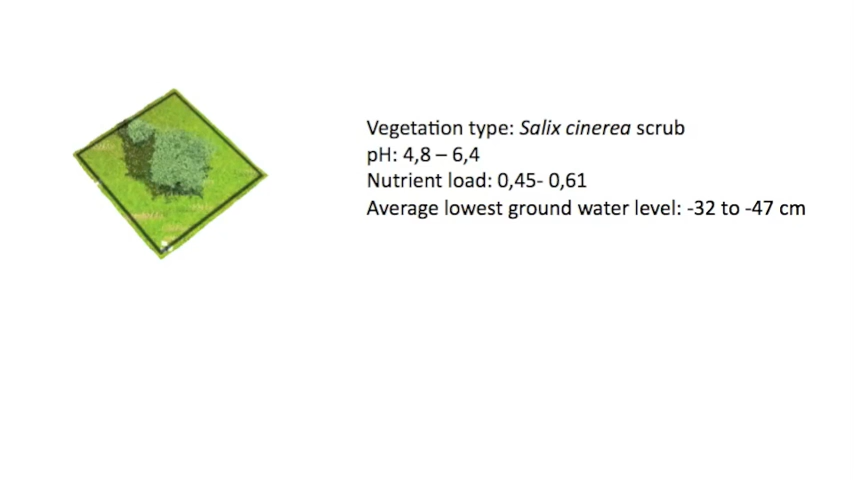 Vegetation type: Salix cinerea scrub
pH: 4,8 – 6,4
Nutrient load: 0,45- 0,61
Average lowest ground water level: -32 to -47 cm